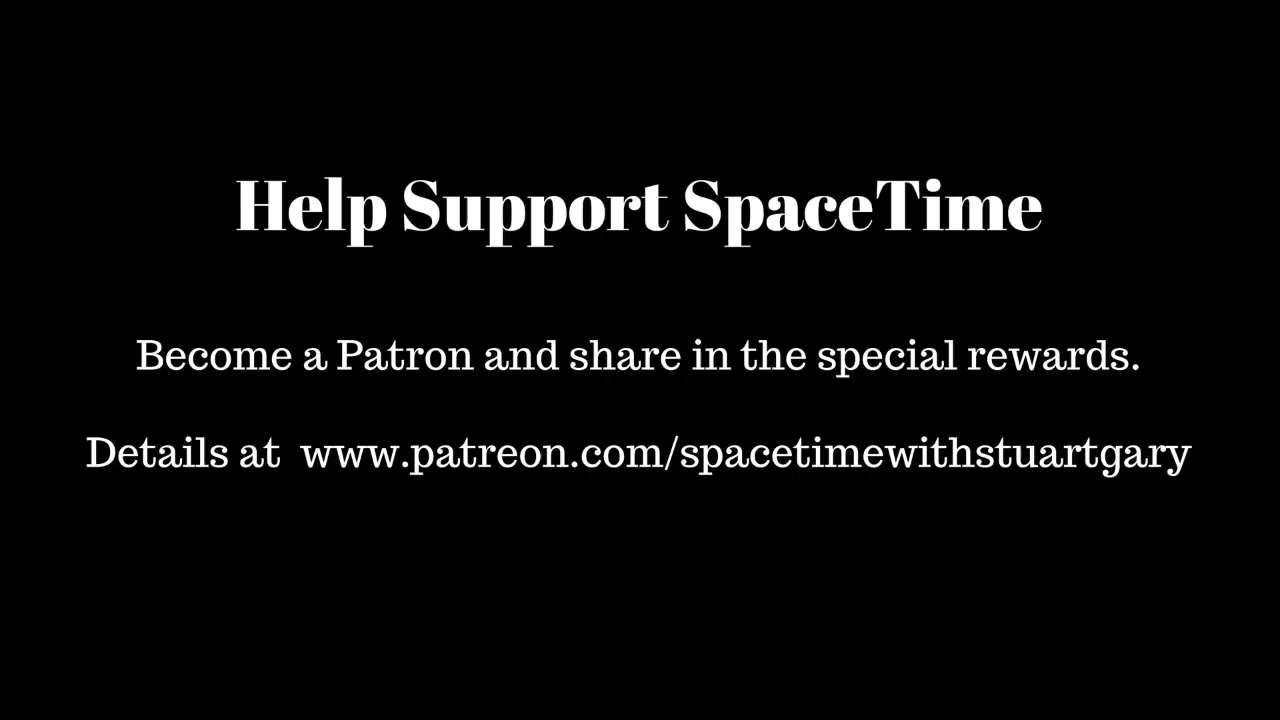 Help Support SpaceTime
Become a Patron and share in the special rewards.
Details at  www.patreon.com/spacetimewithstuartgary